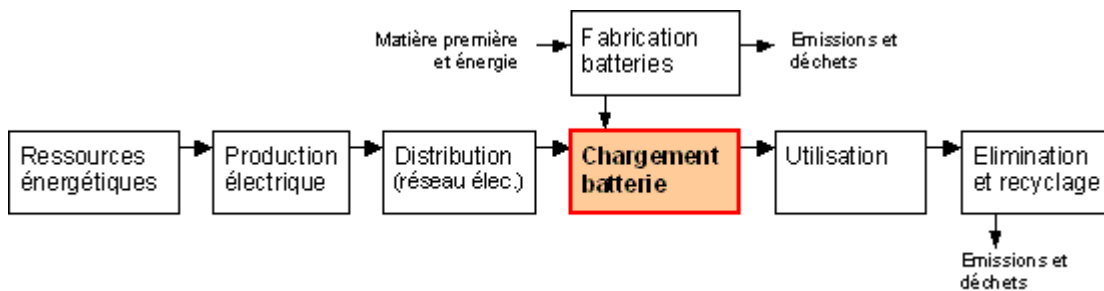 Matière première
et énergie
Fabrication
batteries
Emissions et
déchets
Ressources
énergétiques
Production
électrique
Distribution
(réseau élec.)
Chargement
batterie
Utilisation
Elimination
et recyclage
Emissions et
déchets